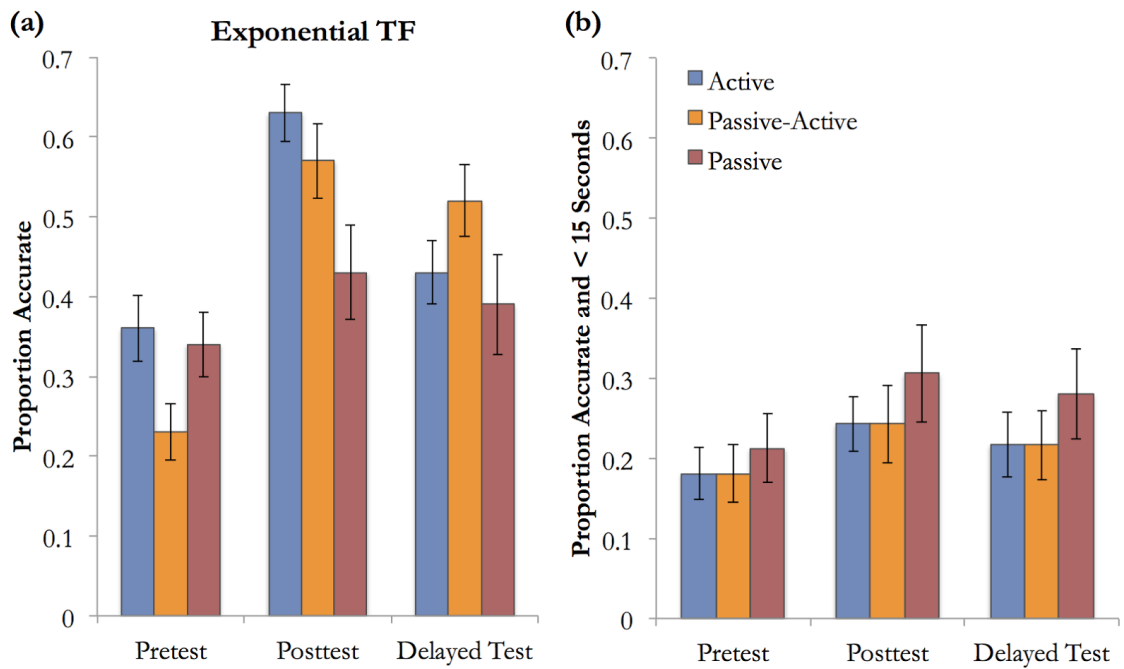 (a)
Exponential TF
Proportion Accurate
0.7
0.6
0.5
0.4
0.3
0.2
0.1
0
Pretest
Posttest
Delayed Test
(b)
Proportion Accurate and < 15 Seconds
0.7
0.6
0.5
0.4
0.3
0.2
0.1
0
Active
Passive-Active
Passive
Pretest
Posttest
Delayed Test